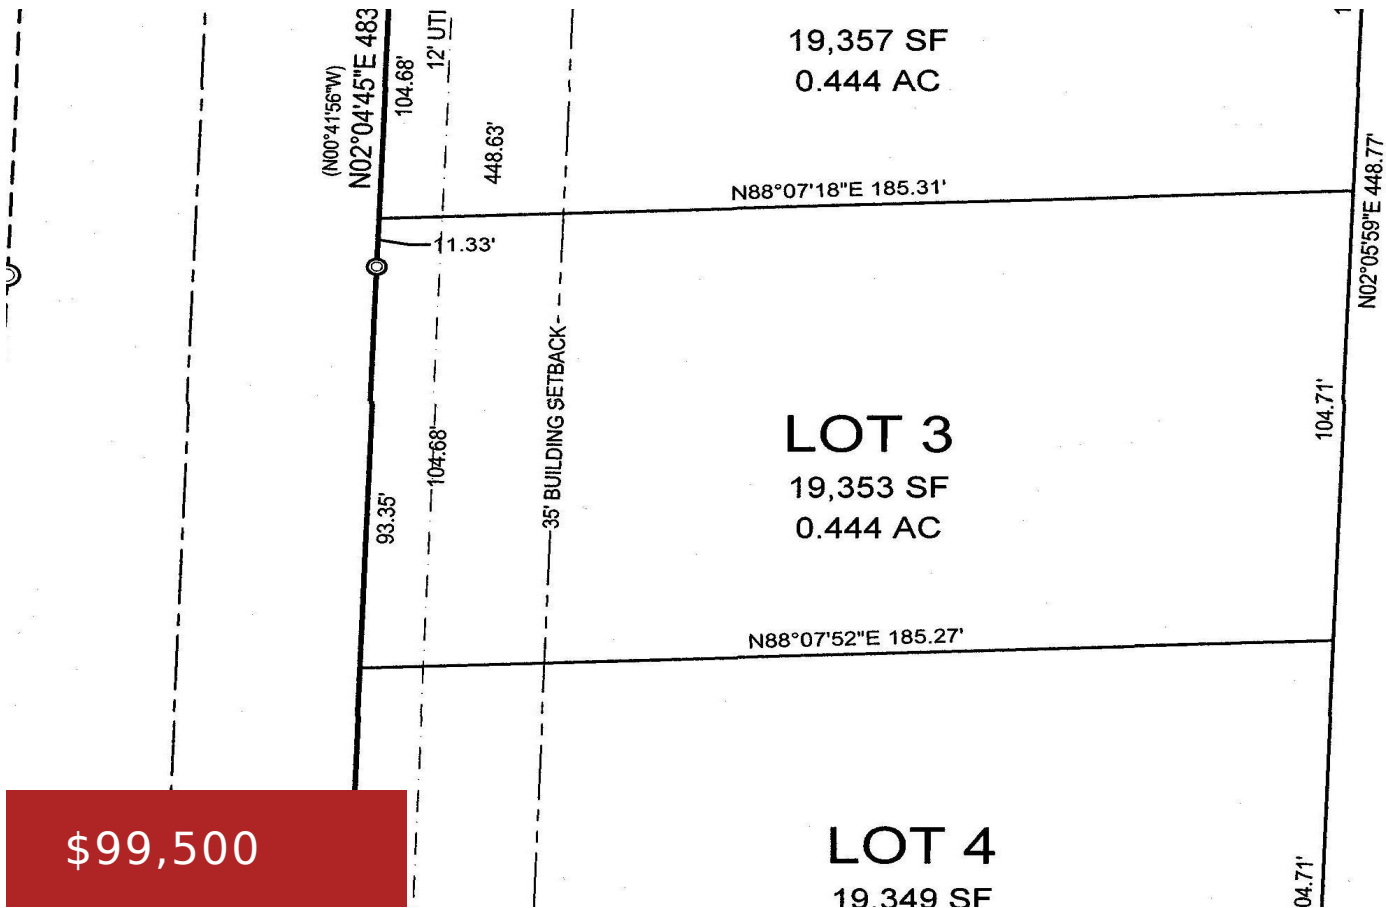 19,357 SF
0.444 AC
(N00°41'56"W)
N02°04'45"E 483
104.68'
12' UTI
448.63'
N88°07'18"E 185.31'
N02°05'59"E 448.77'
11.33'
35' BUILDING SETBACK
104.68'
93.35'
104.71'
LOT 3
19,353 SF
0.444 AC
N88°07'52"E 185.27'
$99,500
LOT 4
19,349 SF
04.71'